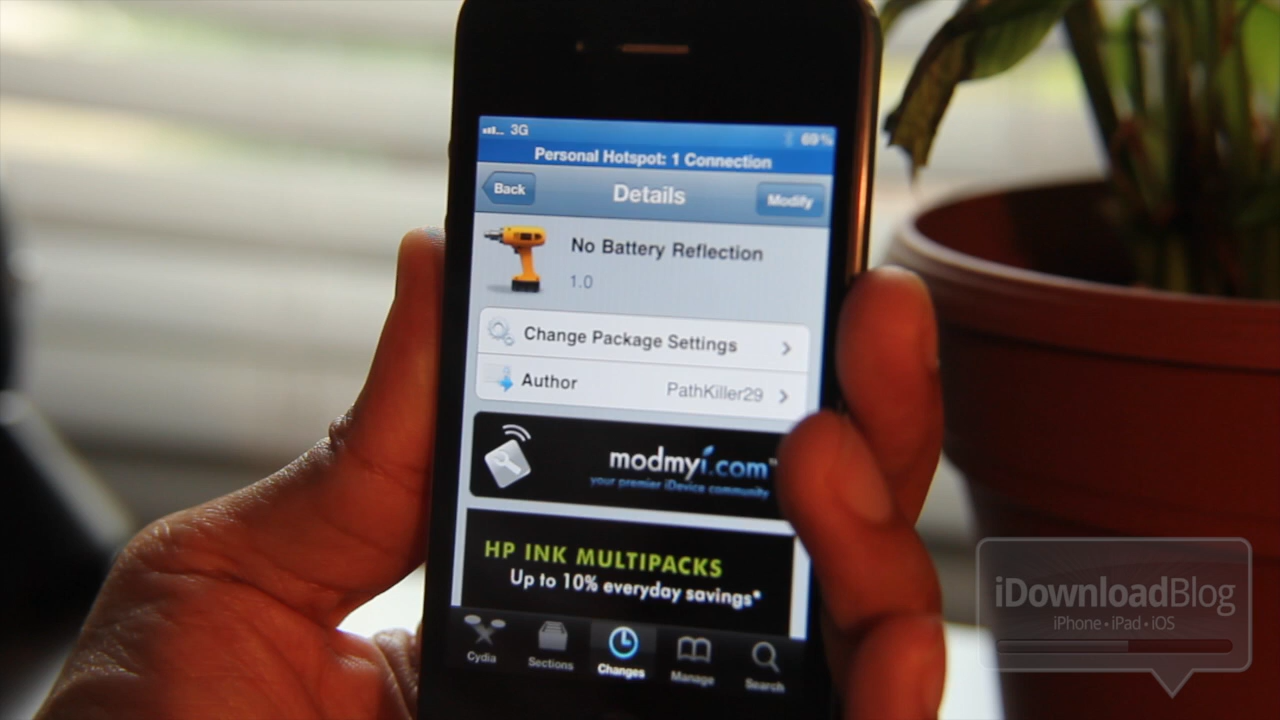 3G
69%
Personal Hotspot: 1 Connection
Back
Details
Modify
No Battery Reflection
1.0
Change Package Settings
Author
PathKiller29
modmyi.com™
your premier iDevice community
HP INK MULTIPACKS
Up to 10% everyday savings*
Cydia
Sections
Changes
Manage
Search
iDownloadBlog
iPhone • iPad • iOS